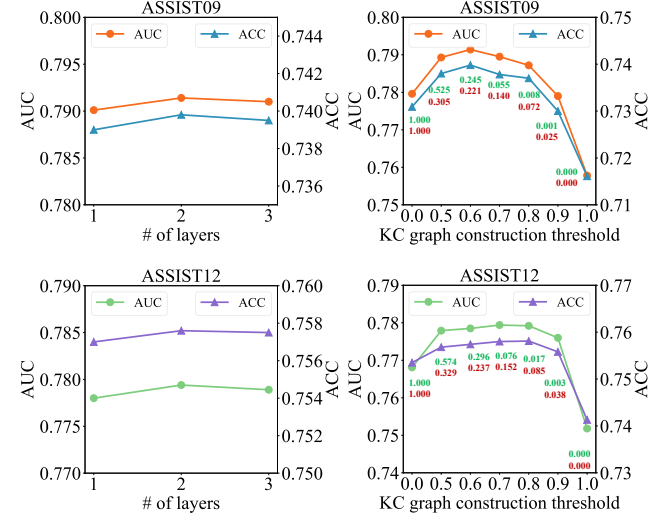 ASSIST09
AUC ACC
0.800
0.795
0.790
0.785
0.780
0.744
0.742
0.740
0.738
0.736
AUC
ACC
1 2 3
# of layers
ASSIST09
AUC ACC
0.80
0.79
0.78
0.77
0.76
0.75
0.75
0.74
0.73
0.72
0.71
AUC
ACC
1.000
1.000
0.525
0.305
0.245
0.221
0.055
0.140
0.008
0.072
0.001
0.025
0.000
0.000
0.0 0.5 0.6 0.7 0.8 0.9 1.0
KC graph construction threshold
ASSIST12
AUC ACC
0.790
0.785
0.780
0.775
0.770
0.760
0.758
0.756
0.754
0.752
0.750
AUC
ACC
1 2 3
# of layers
ASSIST12
AUC ACC
0.79
0.78
0.77
0.76
0.75
0.74
0.77
0.76
0.75
0.74
0.73
AUC
ACC
1.000
1.000
0.574
0.329
0.296
0.237
0.076
0.152
0.017
0.085
0.003
0.038
0.000
0.000
0.0 0.5 0.6 0.7 0.8 0.9 1.0
KC graph construction threshold